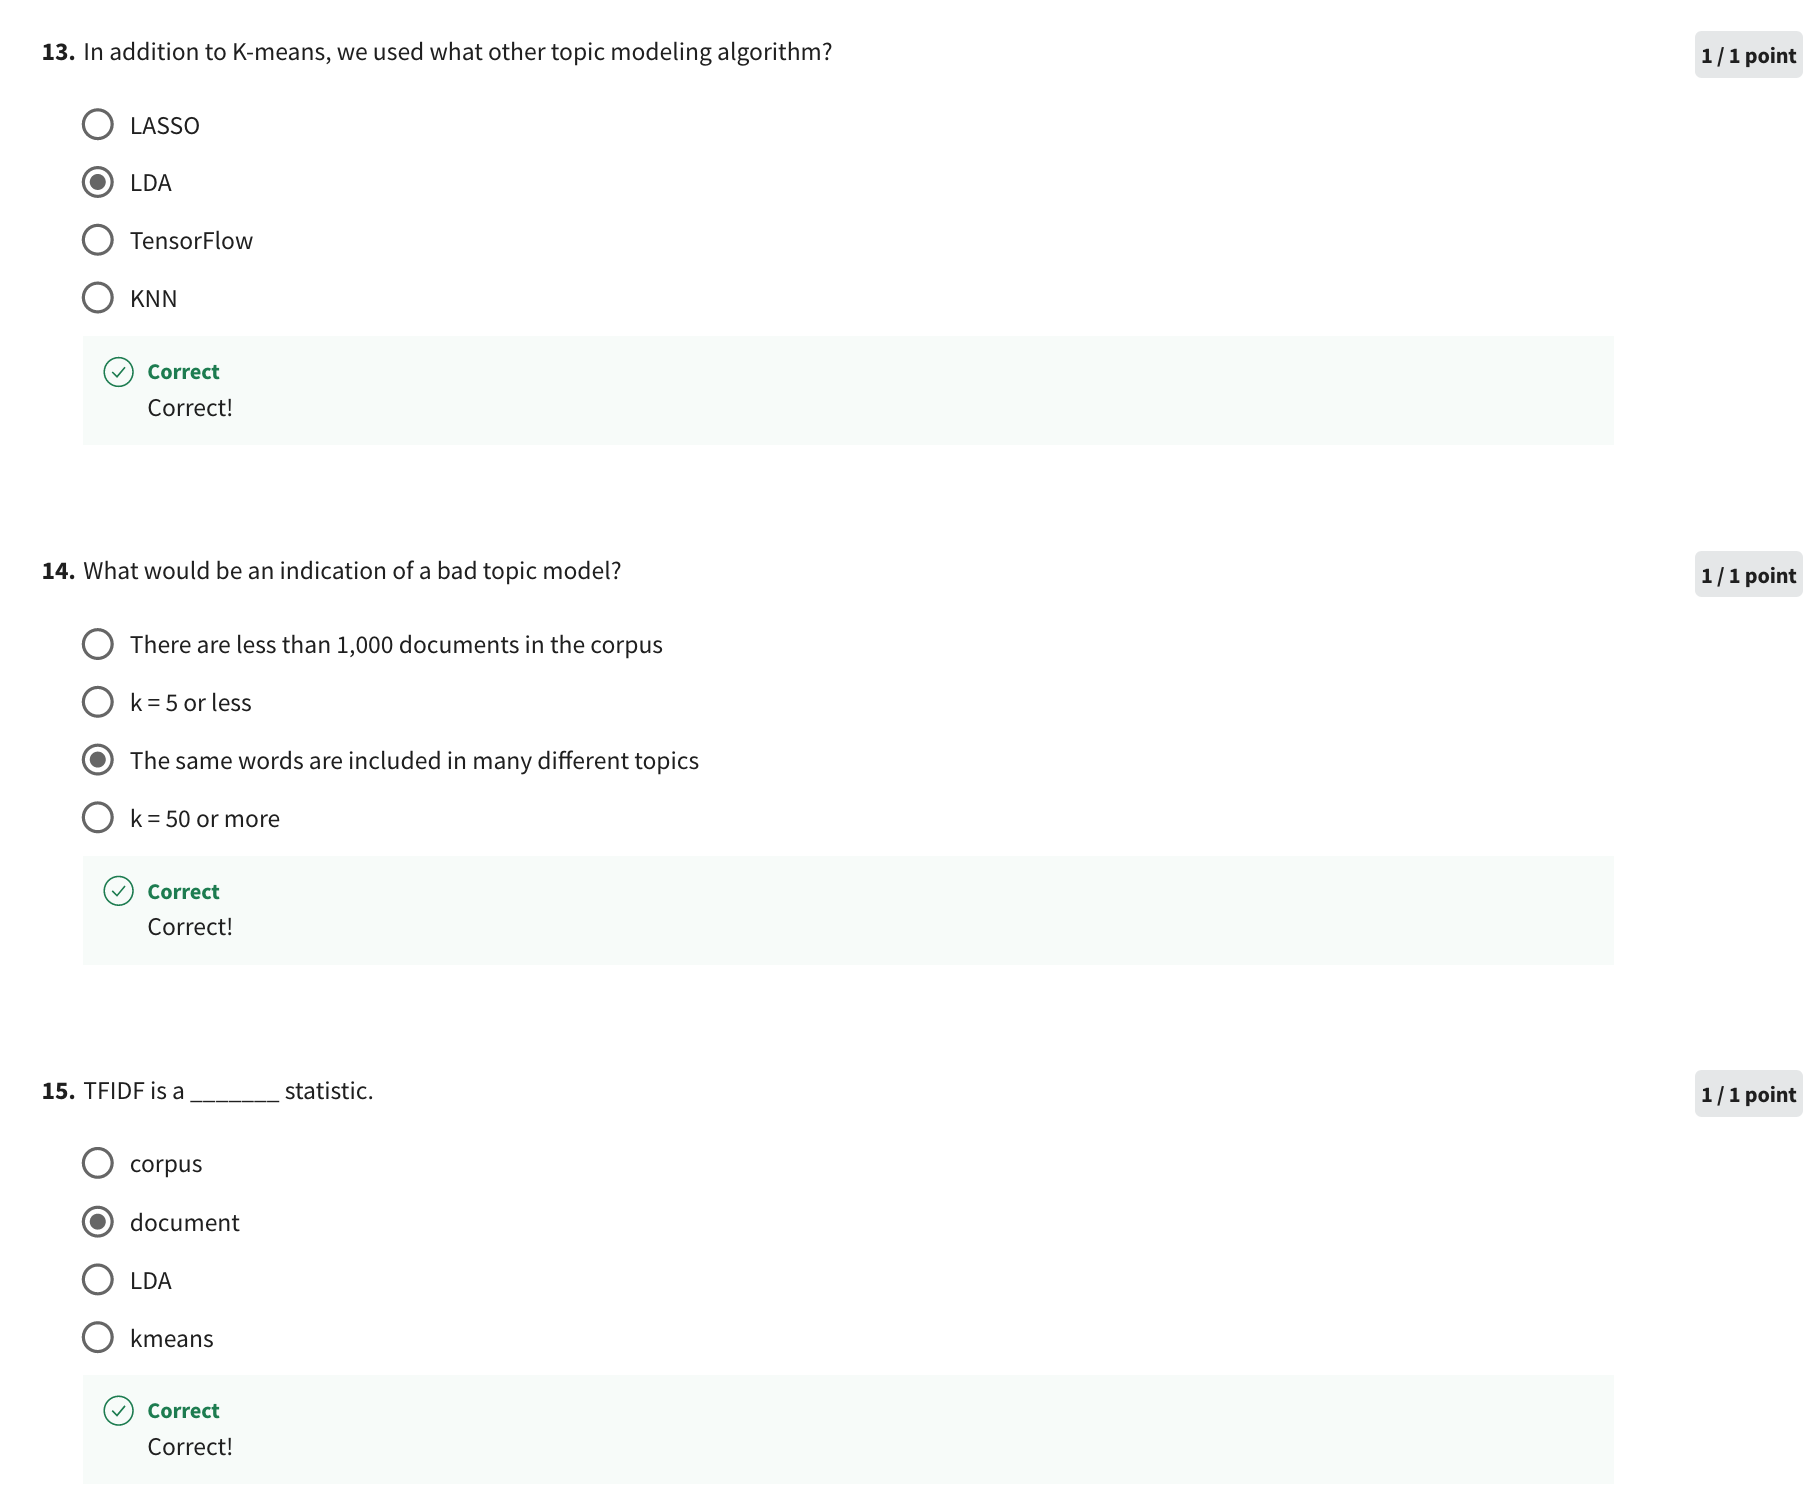 13. In addition to K-means, we used what other topic modeling algorithm?
1 / 1 point
LASSO
LDA
TensorFlow
KNN
Correct
Correct!
14. What would be an indication of a bad topic model?
1 / 1 point
There are less than 1,000 documents in the corpus
k = 5 or less
The same words are included in many different topics
k = 50 or more
Correct
Correct!
15. TFIDF is a _______ statistic.
1 / 1 point
corpus
document
LDA
kmeans
Correct
Correct!